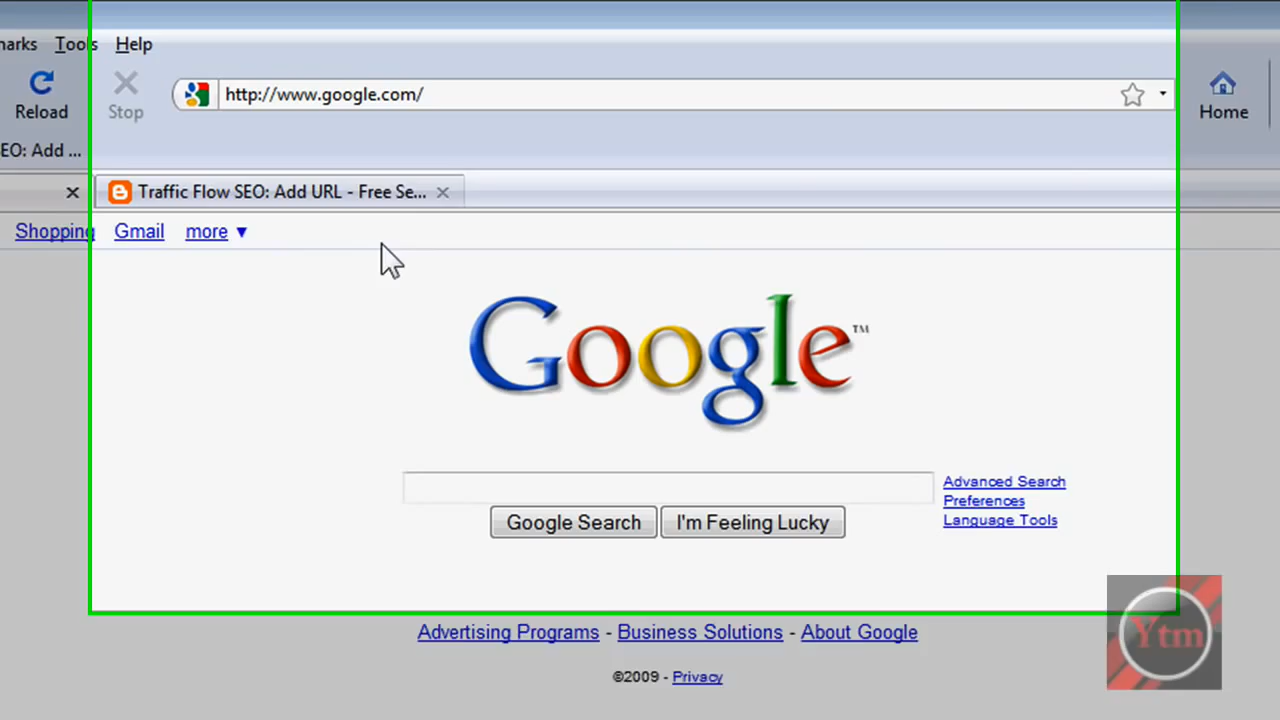 marks Tools Help
Reload Stop http://www.google.com/ Home
EO: Add ...
Traffic Flow SEO: Add URL - Free Se...
Shopping Gmail more ▼
Google™
Advanced Search
Preferences
Language Tools
Google Search I'm Feeling Lucky
Advertising Programs - Business Solutions - About Google
©2009 - Privacy
Ytm